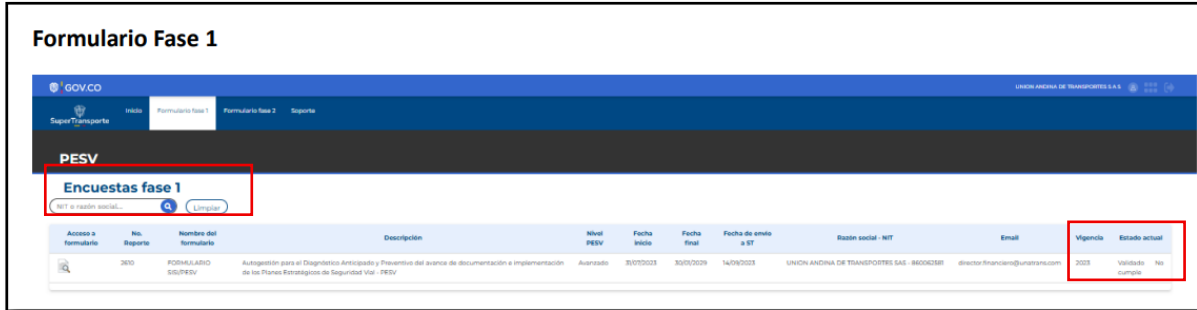 Formulario Fase 1
GOV.CO
UNION ANDINA DE TRANSPORTES S.A.S
SuperTransporte
Inicio
Formulario fase 1
Formulario fase 2
Soporte
PESV
Encuestas fase 1
NIT o razón social...
Limpiar
Acceso a formulario
No. Reporte
Nombre del formulario
Descripción
Nivel PESV
Fecha inicio
Fecha final
Fecha de envio a ST
Razón social - NIT
Email
Vigencia
Estado actual
2610
FORMULARIO SISI/PESV
Autogestión para el Diagnóstico Anticipado y Preventivo del avance de documentación e implementación
de los Planes Estratégicos de Seguridad Vial - PESV
Avanzado
31/07/2023
30/01/2029
14/09/2023
UNION ANDINA DE TRANSPORTES SAS - 860062581
director.financiero@unatrans.com
2023
Validado No
cumple